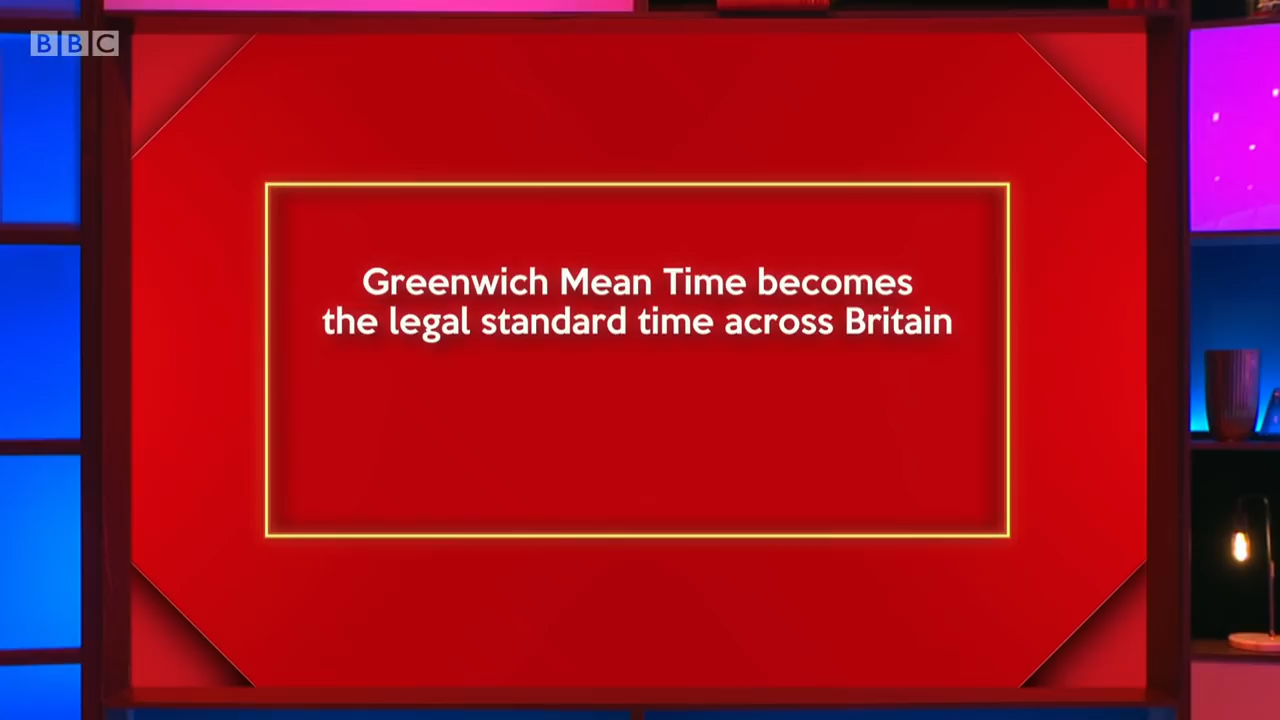 BBC
Greenwich Mean Time becomes
the legal standard time across Britain